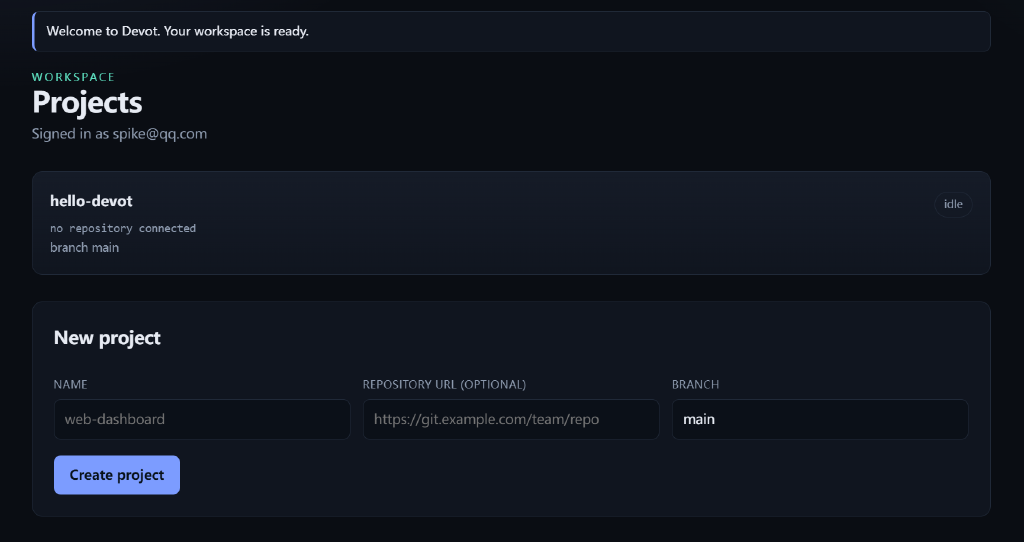 Welcome to Devot. Your workspace is ready.
WORKSPACE
Projects
Signed in as spike@qq.com
hello-devot
idle
no repository connected
branch main
New project
NAME
REPOSITORY URL (OPTIONAL)
BRANCH
web-dashboard
https://git.example.com/team/repo
main
Create project